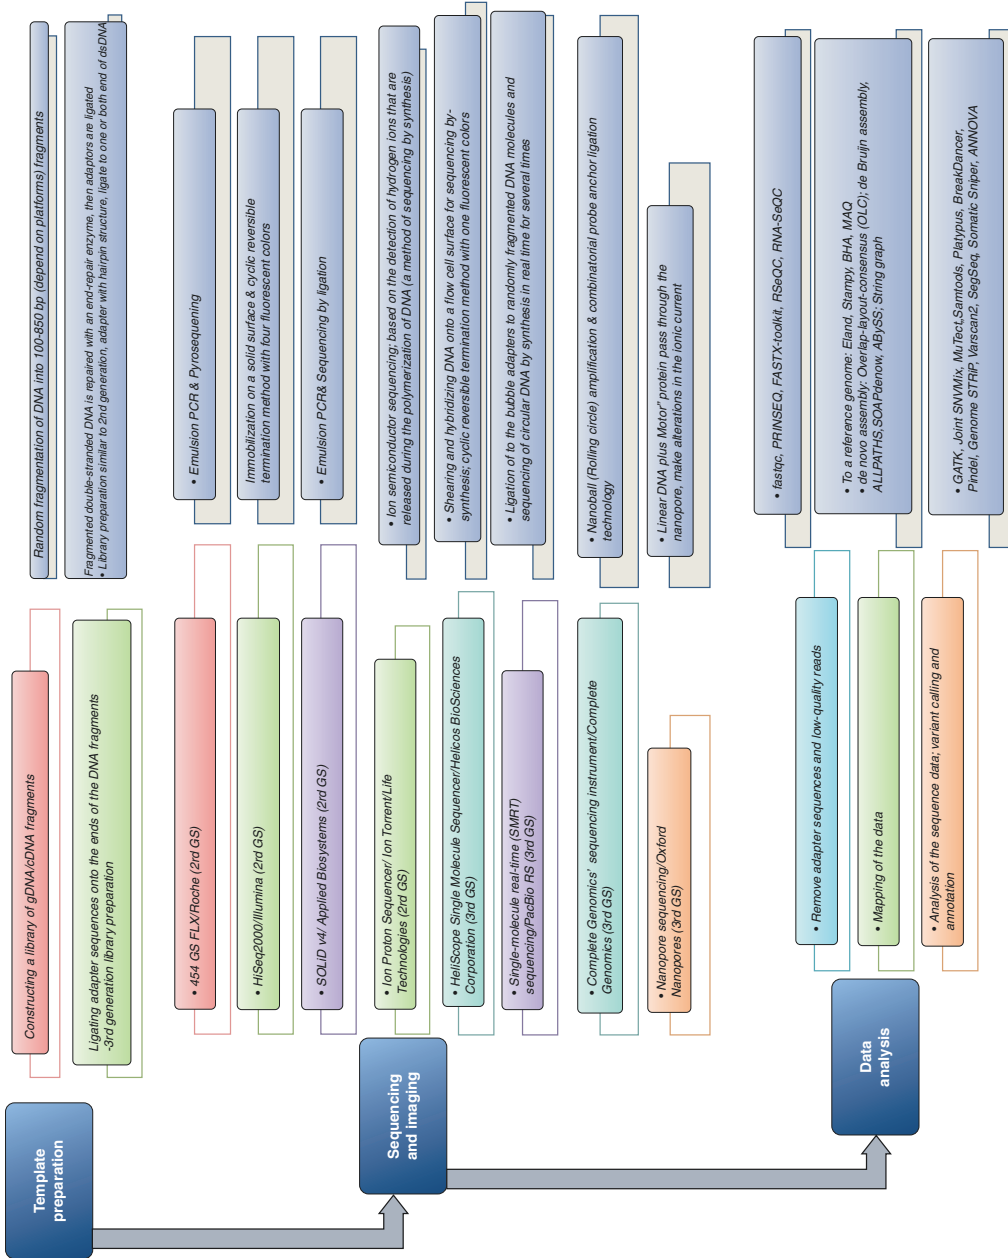 Template
preparation
Constructing a library of gDNA/cDNA fragments
Random fragmentation of DNA into 100-850 bp (depend on platforms) fragments
Ligating adapter sequences onto the ends of the DNA fragments
-3rd generation library preparation
Fragmented double-stranded DNA is repaired with an end-repair enzyme, then adaptors are ligated
• Library preparation similar to 2rd generation, adapter with hairpin structure, ligate to one or both end of dsDNA
Sequencing
and imaging
• 454 GS FLX/Roche (2rd GS)
• Emulsion PCR & Pyrosequening
• HiSeq2000/Illumina (2rd GS)
Immobilization on a solid surface & cyclic reversible
termination method with four fluorescent colors
• SOLiD v4/ Applied Biosystems (2rd GS)
• Emulsion PCR& Sequencing by ligation
• Ion Proton Sequencer/ Ion Torrent/Life
Technologies (2rd GS)
• Ion semiconductor sequencing; based on the detection of hydrogen ions that are
released during the polymerization of DNA (a method of sequencing by synthesis)
• HeliScope Single Molecule Sequencer/Helicos BioSciences
Corporation (3rd GS)
• Shearing and hybridizing DNA onto a flow cell surface for sequencing by-
synthesis; cyclic reversible termination method with one fluorescent colors
• Single-molecule real-time (SMRT)
sequencing/PacBio RS (3rd GS)
• Ligation of to the bubble adapters to randomly fragmented DNA molecules and
sequencing of circular DNA by synthesis in real time for several times
• Complete Genomics' sequencing instrument/Complete
Genomics (3rd GS)
• Nanoball (Rolling circle) amplification & combinatorial probe anchor ligation
technology
• Nanopore sequencing/Oxford
Nanopores (3rd GS)
• Linear DNA plus Motor" protein pass through the
nanopore, make alterations in the ionic current
Data
analysis
• Remove adapter sequences and low-quality reads
• fastqc, PRINSEQ, FASTX-toolkit, RSeQC, RNA-SeQC
• Mapping of the data
• To a reference genome: Eland, Stampy, BHA, MAQ
• de novo assembly: Overlap-layout-consensus (OLC); de Bruijn assembly,
ALLPATHS,SOAPdenow, ABySS; String graph
• Analysis of the sequence data; variant calling and
annotation
• GATK, Joint SNVMix, MuTect,Samtools, Platypus, BreakDancer,
Pindel, Genome STRiP, Varscan2, SegSeq, Somatic Sniper, ANNOVA